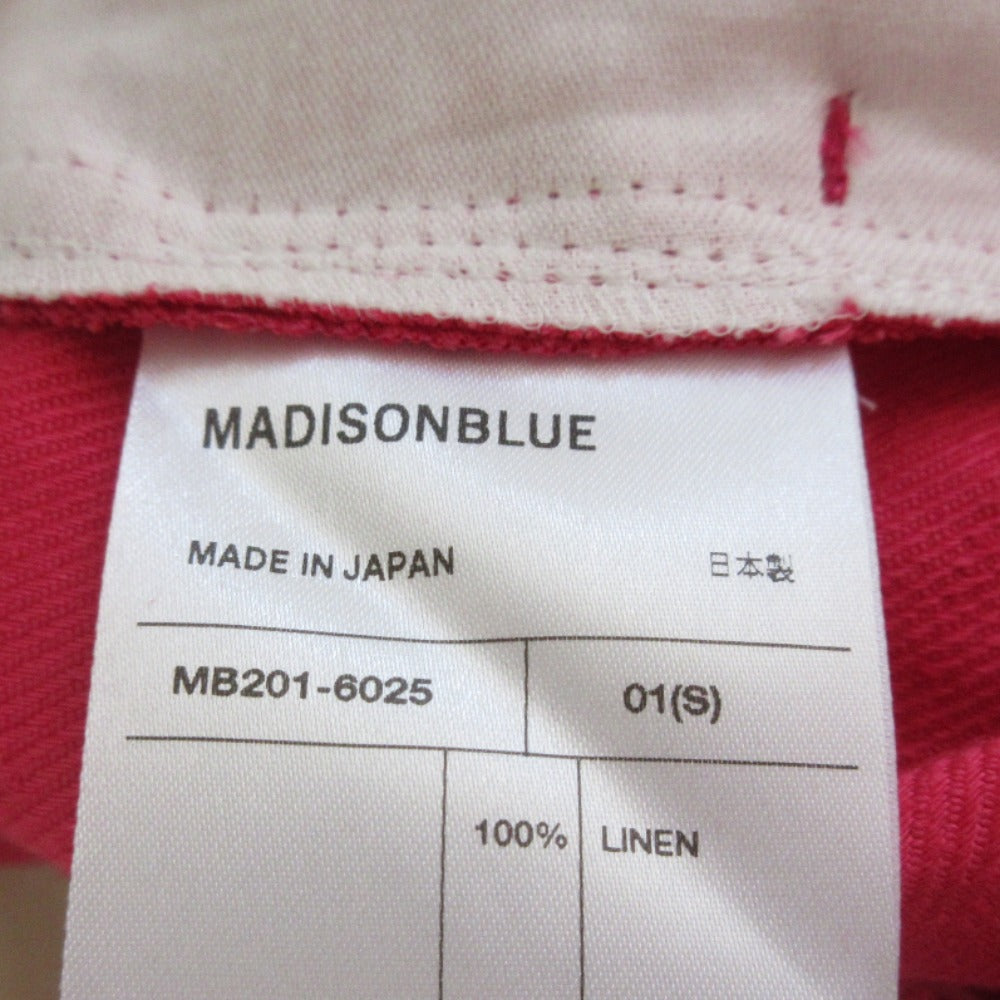 MADISONBLUE
MADE IN JAPAN 日本製
MB201-6025 01(S)
100% LINEN